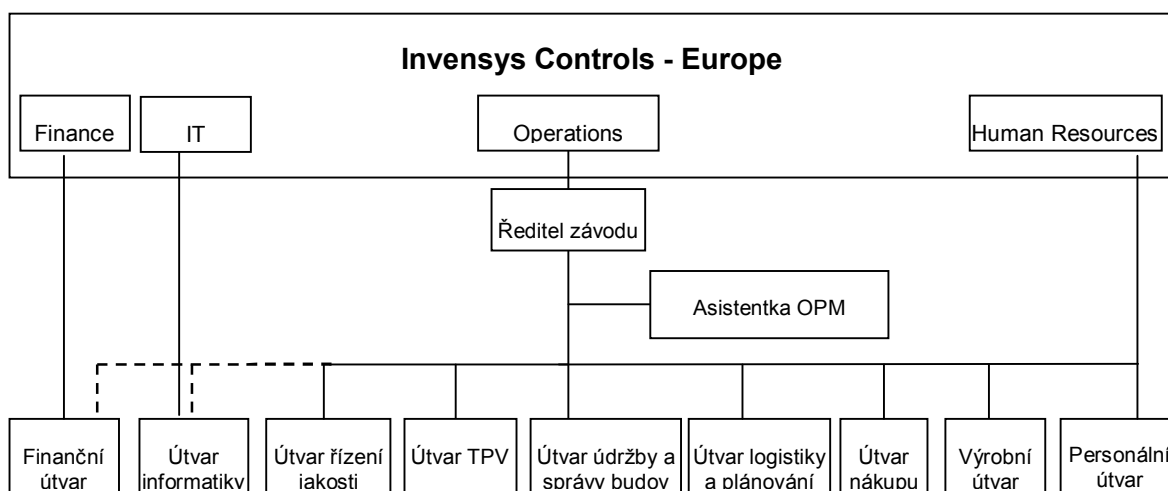 Invensys Controls - Europe
Finance
IT
Operations
Human Resources
Ředitel závodu
Asistentka OPM
Finanční
útvar
Útvar
informatiky
Útvar řízení
jakosti
Útvar TPV
Útvar údržby a
správy budov
Útvar logistiky
a plánování
Útvar
nákupu
Výrobní
útvar
Personální
útvar